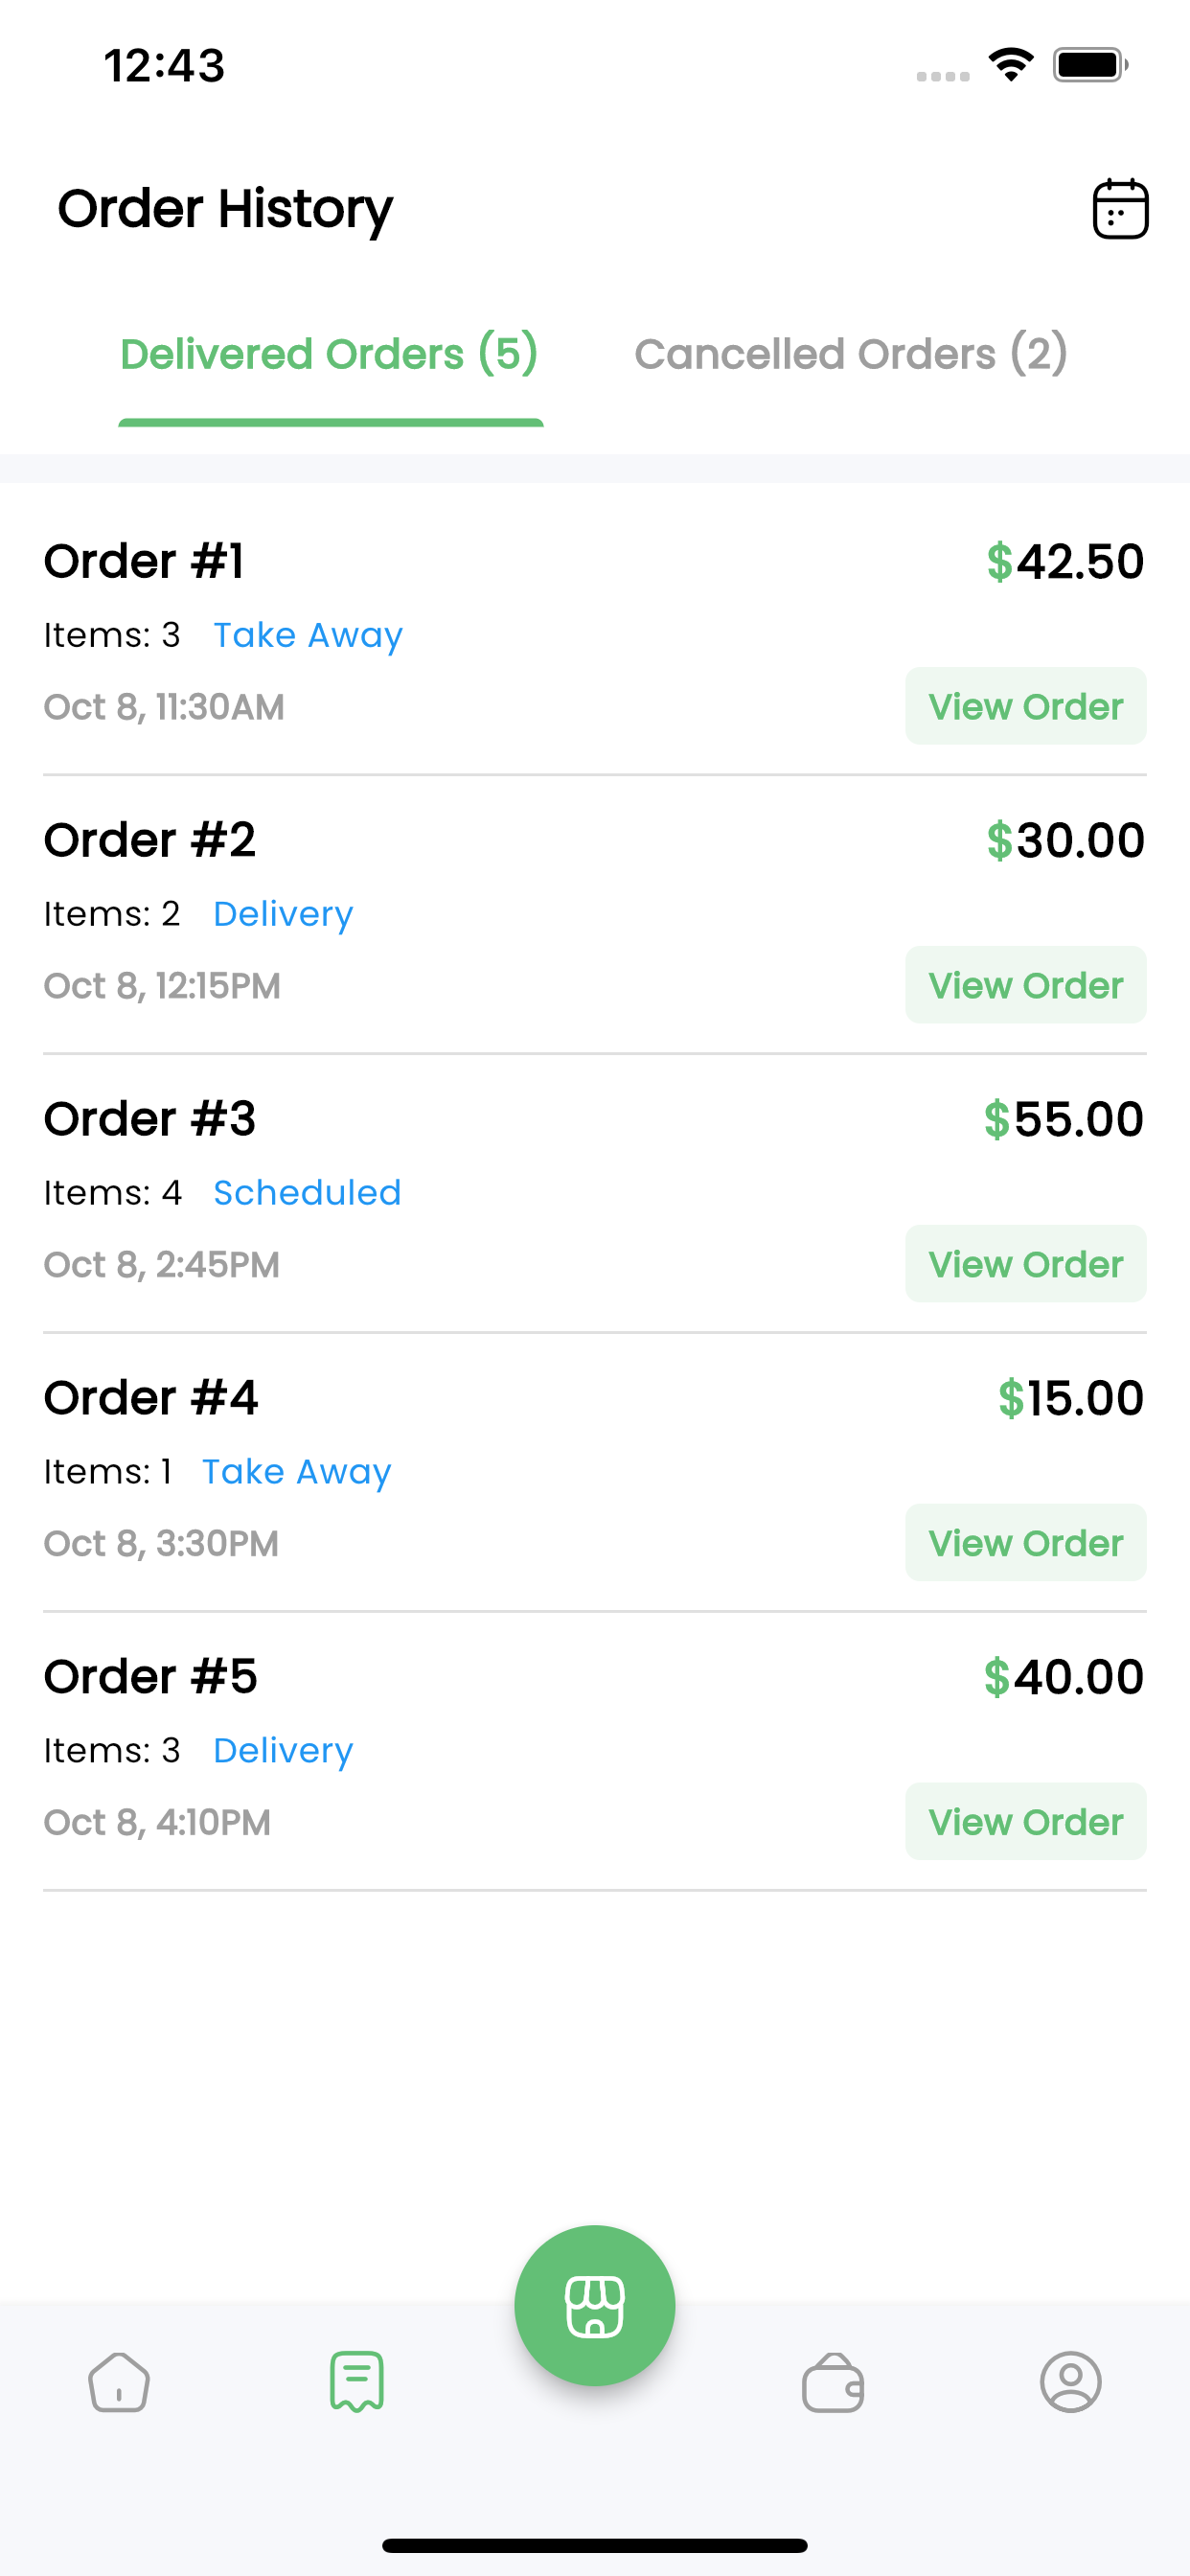 12:43
Order History
Delivered Orders (5) Cancelled Orders (2)
Order #1 $42.50
Items: 3 Take Away
Oct 8, 11:30AM View Order
Order #2 $30.00
Items: 2 Delivery
Oct 8, 12:15PM View Order
Order #3 $55.00
Items: 4 Scheduled
Oct 8, 2:45PM View Order
Order #4 $15.00
Items: 1 Take Away
Oct 8, 3:30PM View Order
Order #5 $40.00
Items: 3 Delivery
Oct 8, 4:10PM View Order